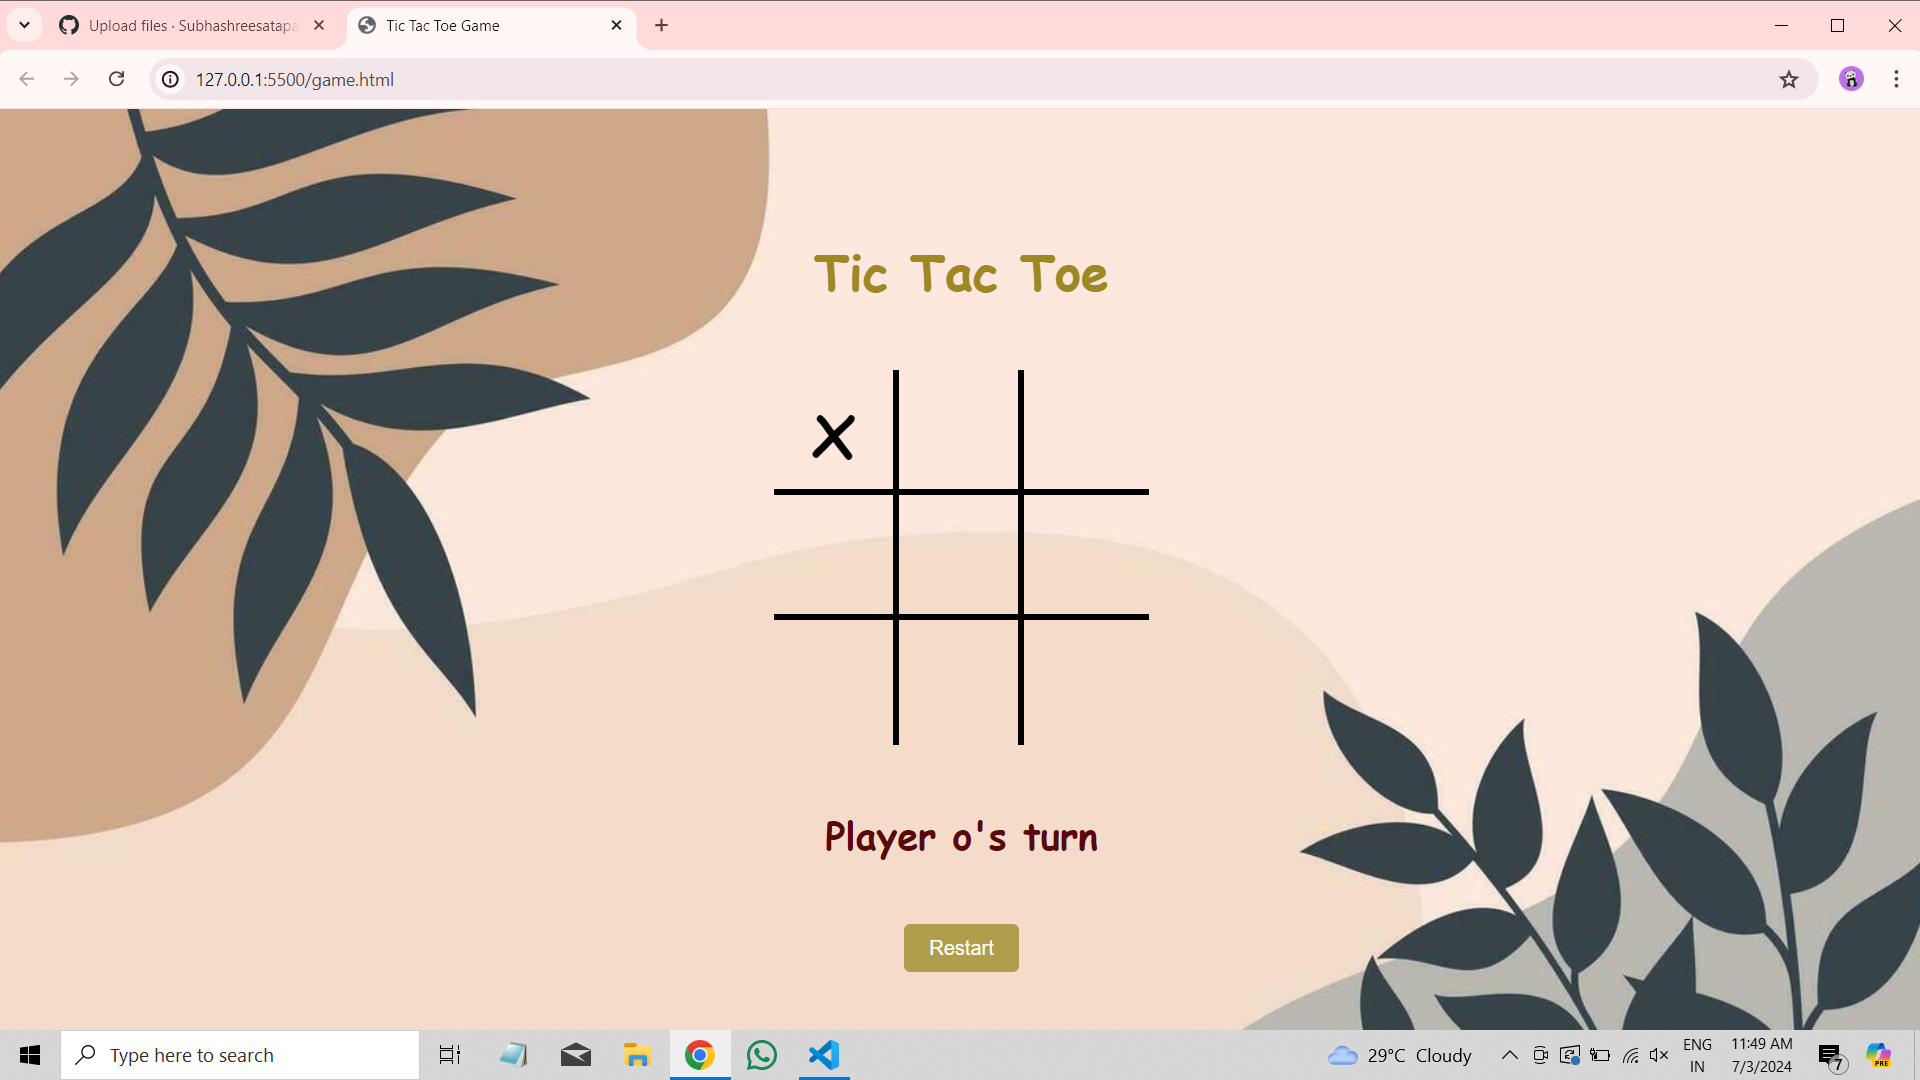 Upload files · Subhashreesatapa
Tic Tac Toe Game
127.0.0.1:5500/game.html
Tic Tac Toe
X
Player o's turn
Restart
Type here to search
29°C Cloudy
ENG
IN
11:49 AM
7/3/2024
7
PRE